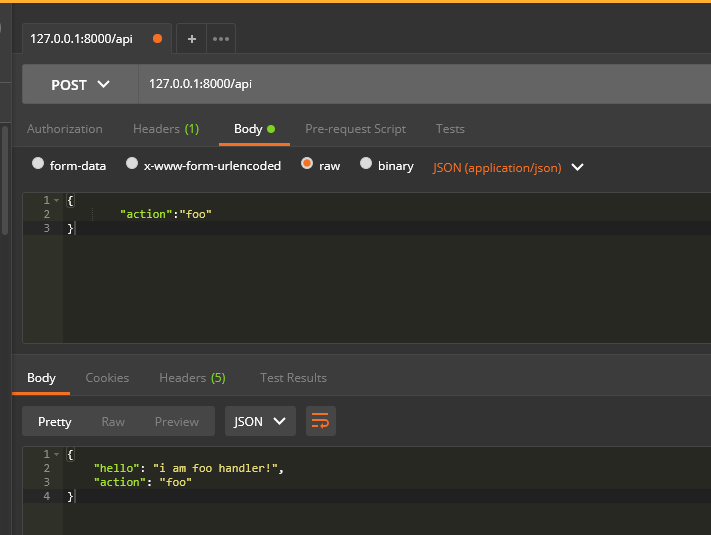 127.0.0.1:8000/api + •••
POST 127.0.0.1:8000/api
Authorization Headers (1) Body Pre-request Script Tests
form-data x-www-form-urlencoded raw binary JSON (application/json)
1 {
2 "action":"foo"
3 }
Body Cookies Headers (5) Test Results
Pretty Raw Preview JSON
1 {
2 "hello": "i am foo handler!",
3 "action": "foo"
4 }